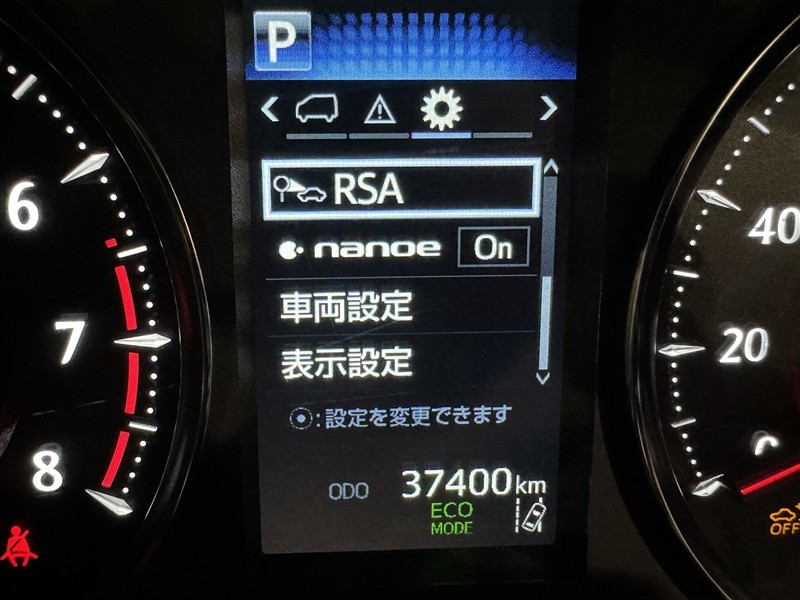 P
RSA
nanoe On
車両設定
表示設定
:設定を変更できます
ODO 37400km
ECO
MODE
6
7
8
40
20
0
OFF